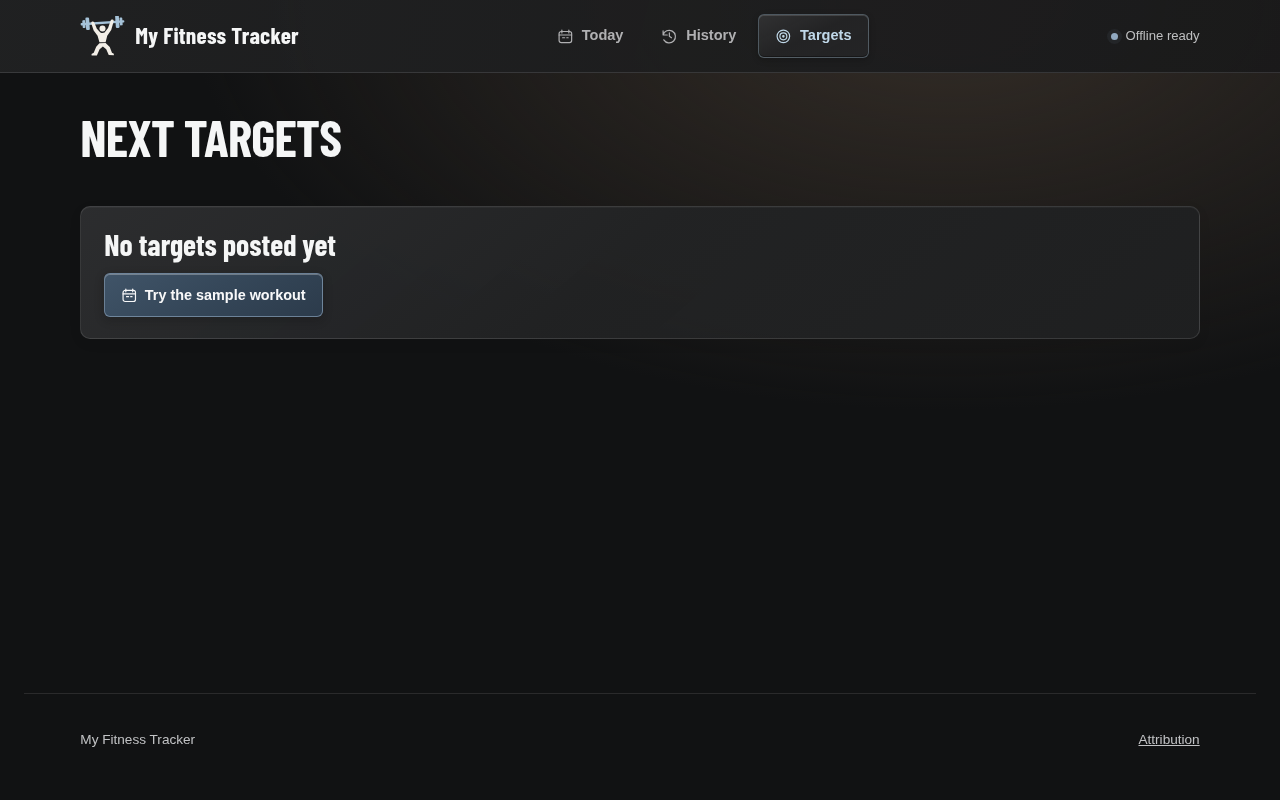 My Fitness Tracker
Today
History
Targets
Offline ready
NEXT TARGETS
No targets posted yet
Try the sample workout
My Fitness Tracker
Attribution